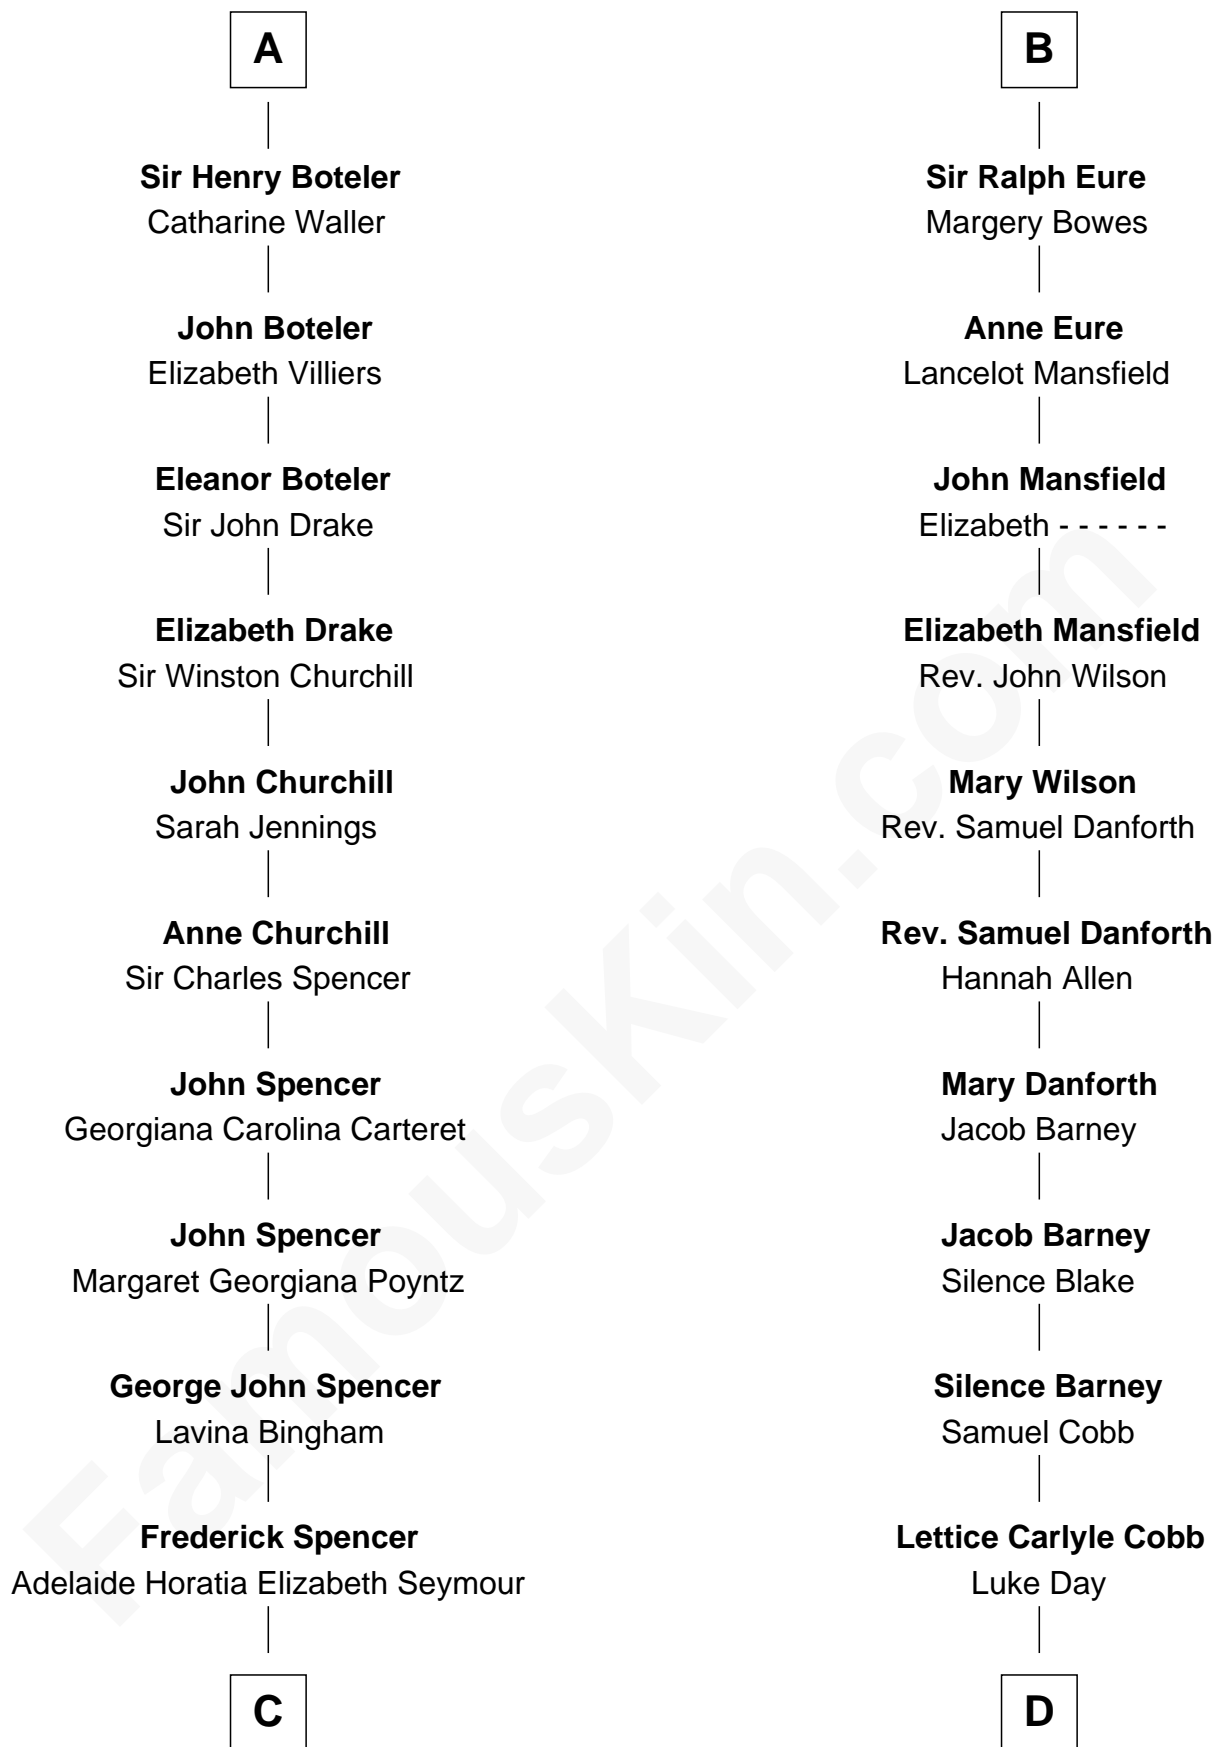 A
Sir Henry Boteler
Catharine Waller
John Boteler
Elizabeth Villiers
Eleanor Boteler
Sir John Drake
Elizabeth Drake
Sir Winston Churchill
John Churchill
Sarah Jennings
Anne Churchill
Sir Charles Spencer
John Spencer
Georgiana Carolina Carteret
John Spencer
Margaret Georgiana Poyntz
George John Spencer
Lavina Bingham
Frederick Spencer
Adelaide Horatia Elizabeth Seymour
C
B
Sir Ralph Eure
Margery Bowes
Anne Eure
Lancelot Mansfield
John Mansfield
Elizabeth - - - - - -
Elizabeth Mansfield
Rev. John Wilson
Mary Wilson
Rev. Samuel Danforth
Rev. Samuel Danforth
Hannah Allen
Mary Danforth
Jacob Barney
Jacob Barney
Silence Blake
Silence Barney
Samuel Cobb
Lettice Carlyle Cobb
Luke Day
D
FamousKin.com